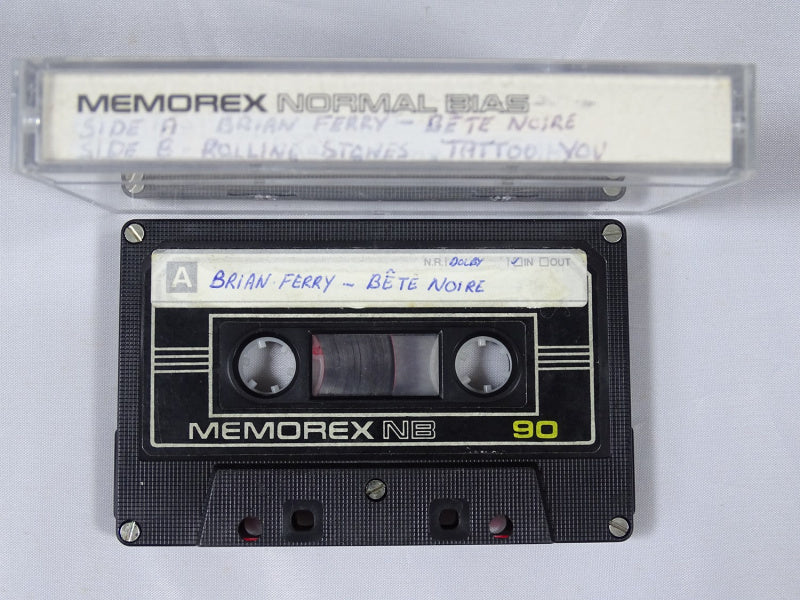 MEMOREX NORMAL BIAS
SIDE A BRIAN FERRY - BÊTE NOIRE
SIDE B ROLLING STONES TATTOO YOU
N.R. DOLBY IN OUT
A BRIAN FERRY - BÊTE NOIRE
MEMOREX NB 90